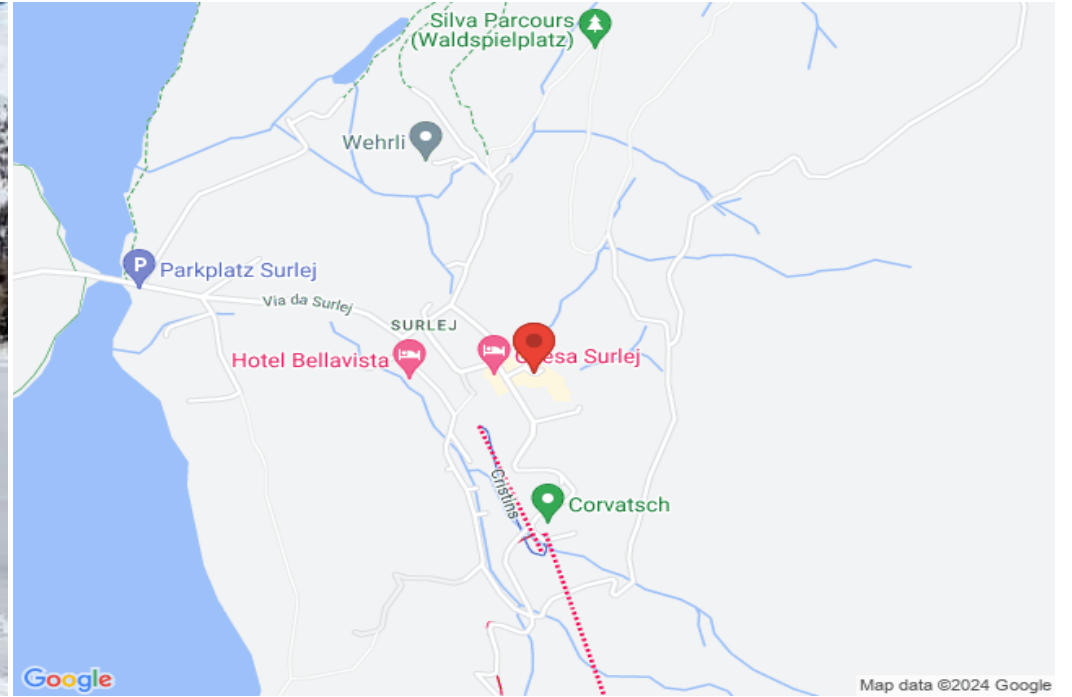 Silva Parcours
(Waldspielplatz)
Wehrli
P
Parkplatz Surlej
Via da Surlej
SURLEJ
Hotel Bellavista
Surlej
Cristins
Corvatsch
Google
Map data ©2024 Google